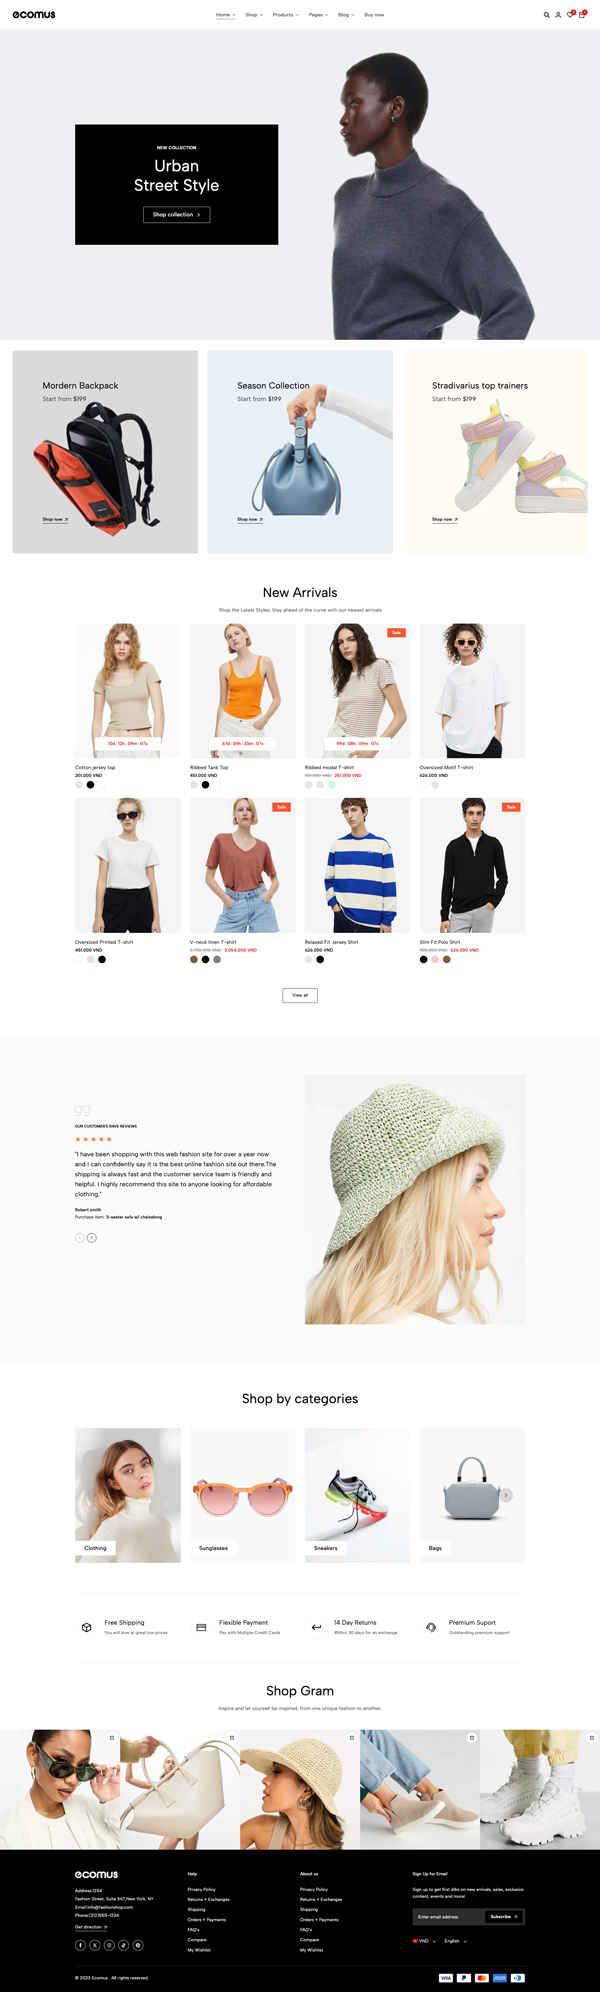 ecomus
Home Shop Products Pages Blog Buy now
NEW COLLECTION
Urban
Street Style
Shop collection
Mordern Backpack
Start from $199
Shop now
Season Collection
Start from $199
Shop now
Stradivarius top trainers
Start from $199
Shop now
New Arrivals
Shop the Latest Styles: Stay ahead of the curve with our newest arrivals
10d : 12h : 09m : 07s
67d : 09h : 33m : 07s
Sale
99d : 08h : 09m : 07s
Cotton jersey top
201.000 VND
Ribbed Tank Top
451.000 VND
Ribbed modal T-shirt
251.000 VND
Oversized Motif T-shirt
626.000 VND
Sale
Sale
Oversized Printed T-shirt
451.000 VND
V-neck linen T-shirt
3.054.000 VND
Relaxed Fit Jersey Shirt
626.000 VND
Slim Fit Polo Shirt
626.000 VND
View all
OUR CUSTOMER'S RAVE REVIEWS
"I have been shopping with this web fashion site for over a year now
and I can confidently say it is the best online fashion site out there.The
shipping is always fast and the customer service team is friendly and
helpful. I highly recommend this site to anyone looking for affordable
clothing."
Robert smith
Purchase item: 3-seater sofa w/ chaiselong
Shop by categories
Clothing
Sunglasses
Sneakers
Bags
Free Shipping
You will love at great low prices
Flexible Payment
Pay with Multiple Credit Cards
14 Day Returns
Within 30 days for an exchange
Premium Suport
Outstanding premium support
Shop Gram
Inspire and let yourself be inspired, from one unique fashion to another.
ecomus
Address:1234
Fashion Street, Suite 567,New York, NY
Email:info@fashionshop.com
Phone:(212)555-1234
Get direction
Help
Privacy Policy
Returns + Exchanges
Shipping
Orders + Payments
FAQ's
Compare
My Wishlist
About us
Privacy Policy
Returns + Exchanges
Shipping
Orders + Payments
FAQ's
Compare
My Wishlist
Sign Up for Email
Sign up to get first dibs on new arrivals, sales, exclusive
content, events and more!
Enter email address
Subscribe
VND English
© 2023 Ecomus . All rights reserved.
VISA